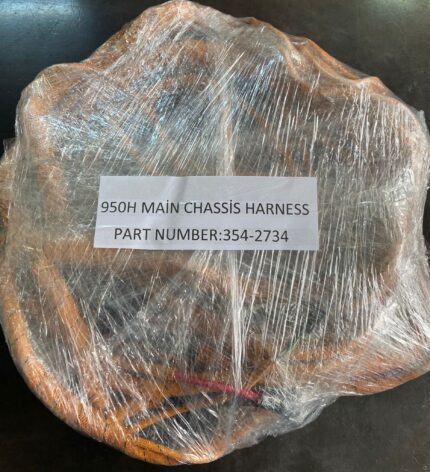 950H MAİN CHASSİS HARNESS
PART NUMBER:354-2734